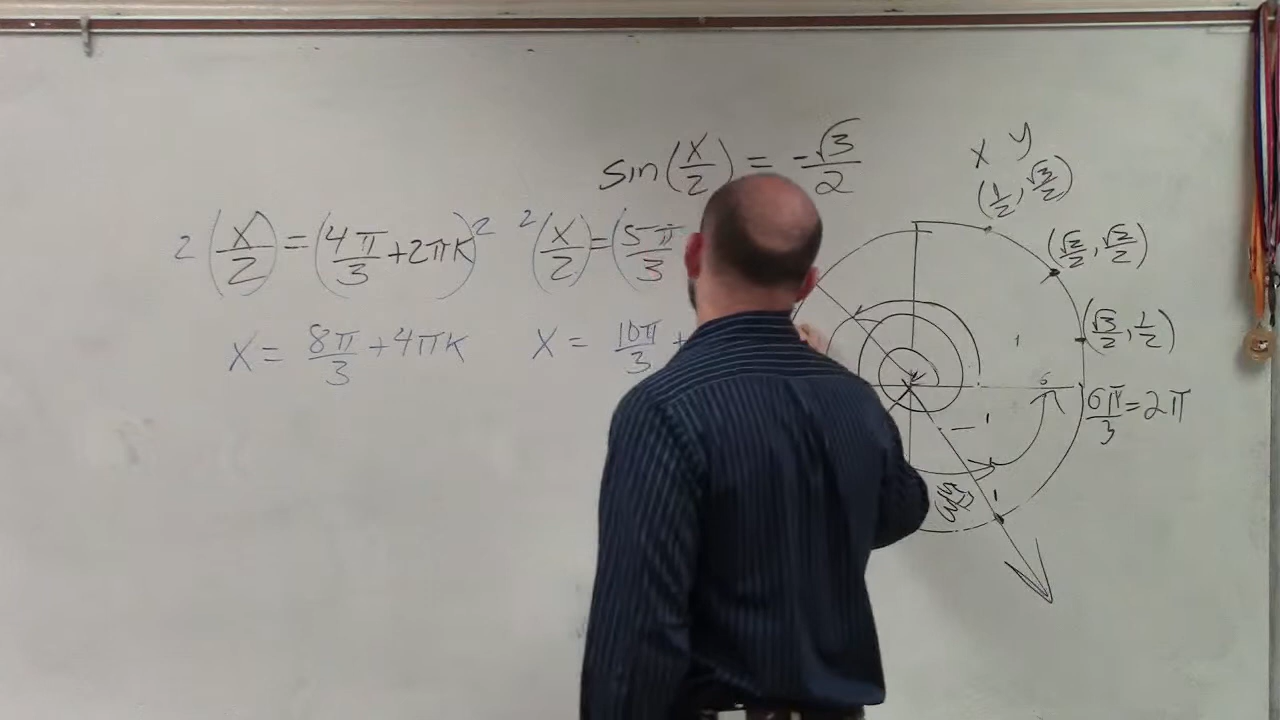 sin(x/2) = -√3/2
x y
(1/2, √3/2)
2(x/2) = (4π/3 + 2πk)2 2(x/2) = (5π/3
(√2/2, √2/2)
x = 8π/3 + 4πk x = 10π/3 +
(√3/2, 1/2)
6π/3 = 2π